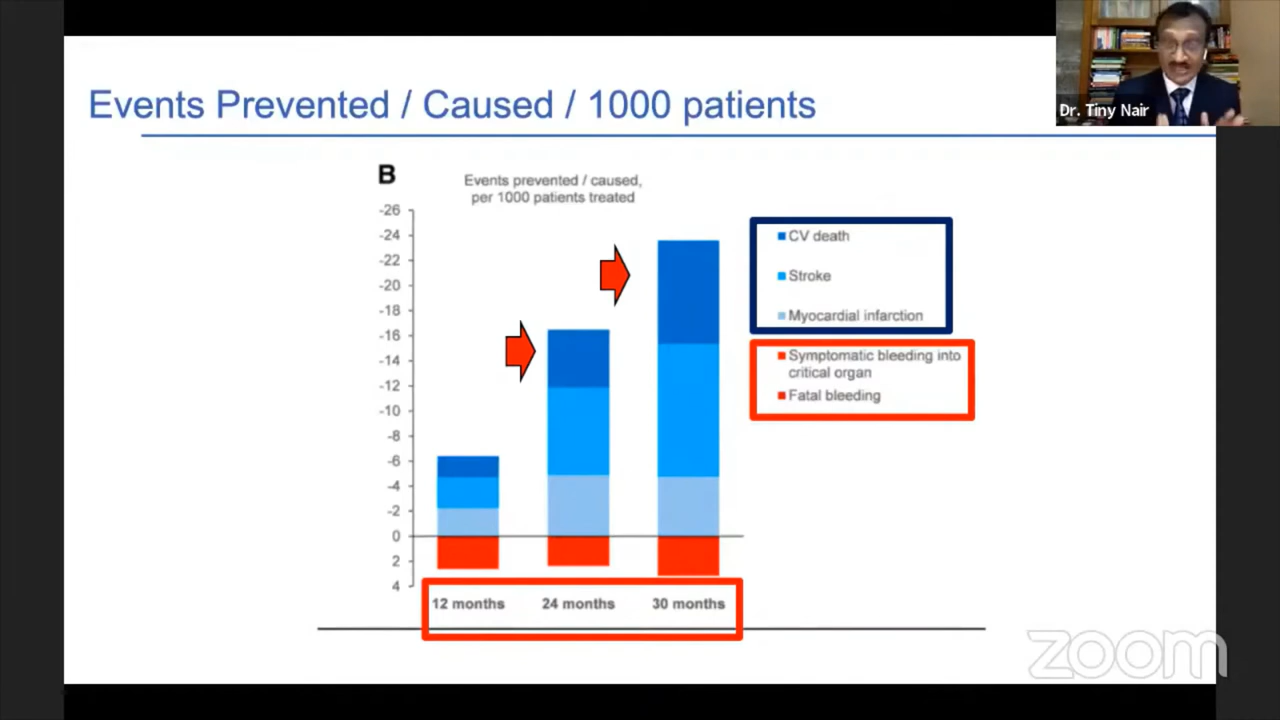 Dr. Tiny Nair
Events Prevented / Caused / 1000 patients
B
Events prevented / caused,
per 1000 patients treated
-26
-24
-22
-20
-18
-16
-14
-12
-10
-8
-6
-4
-2
0
2
4
12 months
24 months
30 months
CV death
Stroke
Myocardial infarction
Symptomatic bleeding into
critical organ
Fatal bleeding
zoom